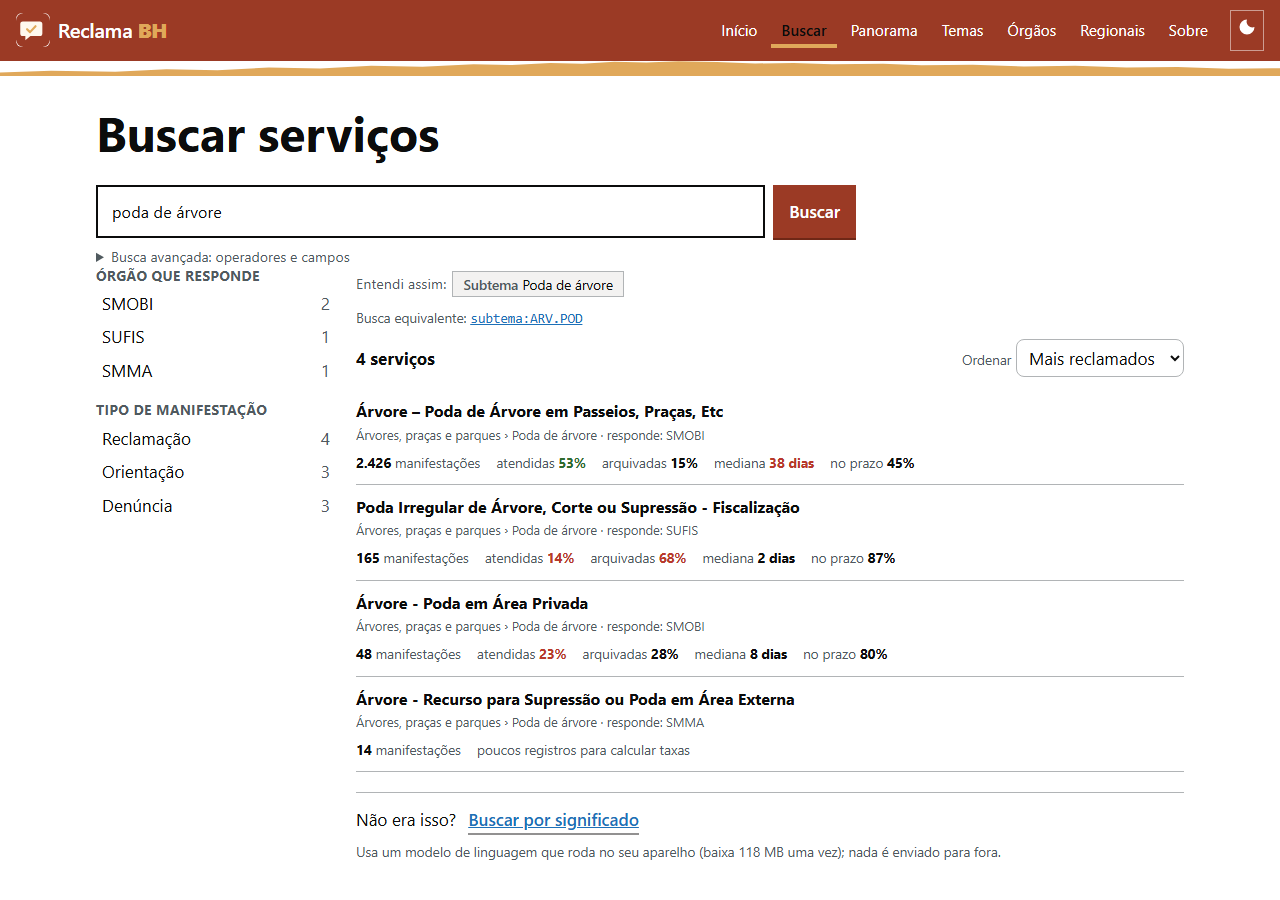 Reclama BH
Início Buscar Panorama Temas Órgãos Regionais Sobre
Buscar serviços
poda de árvore
Buscar
Busca avançada: operadores e campos
ÓRGÃO QUE RESPONDE
SMOBI 2
SUFIS 1
SMMA 1
TIPO DE MANIFESTAÇÃO
Reclamação 4
Orientação 3
Denúncia 3
Entendi assim: Subtema Poda de árvore
Busca equivalente: subtema:ARV.POD
4 serviços
Ordenar Mais reclamados
Árvore – Poda de Árvore em Passeios, Praças, Etc
Árvores, praças e parques › Poda de árvore · responde: SMOBI
2.426 manifestações atendidas 53% arquivadas 15% mediana 38 dias no prazo 45%
Poda Irregular de Árvore, Corte ou Supressão - Fiscalização
Árvores, praças e parques › Poda de árvore · responde: SUFIS
165 manifestações atendidas 14% arquivadas 68% mediana 2 dias no prazo 87%
Árvore - Poda em Área Privada
Árvores, praças e parques › Poda de árvore · responde: SMOBI
48 manifestações atendidas 23% arquivadas 28% mediana 8 dias no prazo 80%
Árvore - Recurso para Supressão ou Poda em Área Externa
Árvores, praças e parques › Poda de árvore · responde: SMMA
14 manifestações poucos registros para calcular taxas
Não era isso? Buscar por significado
Usa um modelo de linguagem que roda no seu aparelho (baixa 118 MB uma vez); nada é enviado para fora.